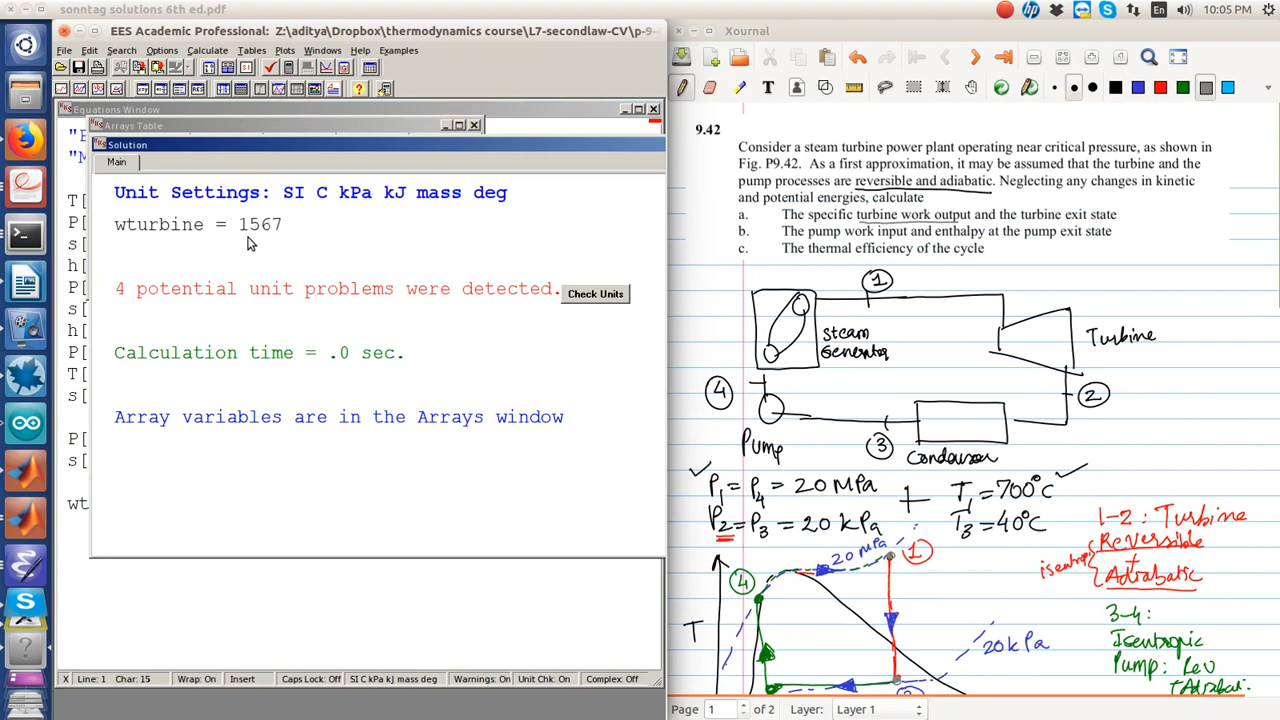 sonntag solutions 6th ed.pdf
En
10:05 PM
EES Academic Professional: Z:\aditya\Dropbox\thermodynamics course\L7-secondlaw-CV\p-9-
File Edit Search Options Calculate Tables Plots Windows Help Examples
Equations Window
Arrays Table
Solution
Main
Unit Settings: SI C kPa kJ mass deg
wturbine = 1567
4 potential unit problems were detected.
Check Units
Calculation time = .0 sec.
Array variables are in the Arrays window
T[
P[
s[
h[
P[
s[
h[
P[
T[
s[
P[
s[
wt
X Line: 1 Char: 15 Wrap: On Insert Caps Lock: Off SI C kPa kJ mass deg Warnings: On Unit Chk: On Complex: Off
Xournal
9.42
Consider a steam turbine power plant operating near critical pressure, as shown in
Fig. P9.42. As a first approximation, it may be assumed that the turbine and the
pump processes are reversible and adiabatic. Neglecting any changes in kinetic
and potential energies, calculate
a. The specific turbine work output and the turbine exit state
b. The pump work input and enthalpy at the pump exit state
c. The thermal efficiency of the cycle
1
Steam
Generator
Turbine
4
2
Pump
3
Condensor
P1 = P4 = 20 MPa + T1 = 700°C
P2 = P3 = 20 kPa T3 = 40°C
1-2: Turbine
isentropic { Reversible
+
Adiabatic
20 MPa
1
4
T
20 kPa
3-4:
Isentropic
Pump: Rev
+Adiabati.
Page 1 of 2 Layer: Layer 1